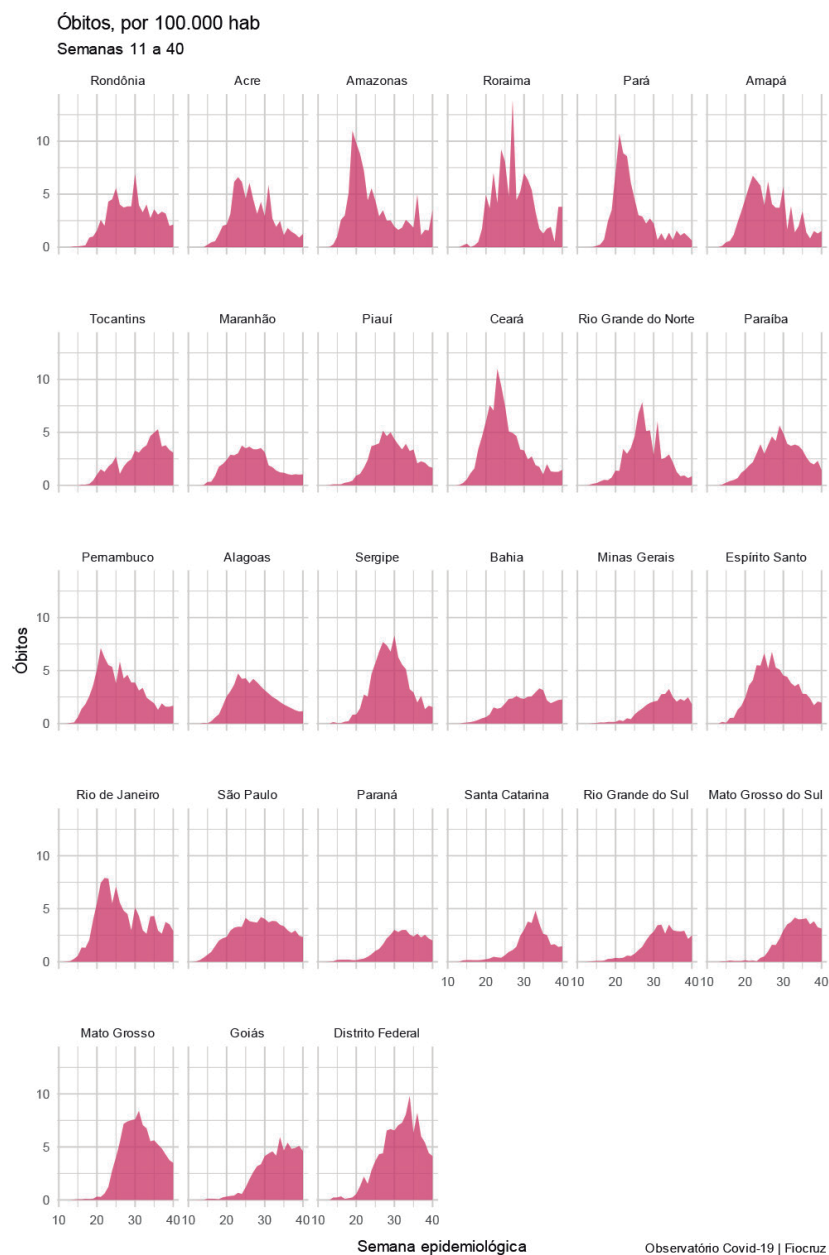 Óbitos, por 100.000 hab
Semanas 11 a 40
Rondônia Acre Amazonas Roraima Pará Amapá
10
5
0
Tocantins Maranhão Piauí Ceará Rio Grande do Norte Paraíba
10
5
0
Pernambuco Alagoas Sergipe Bahia Minas Gerais Espírito Santo
10
5
0
Óbitos
Rio de Janeiro São Paulo Paraná Santa Catarina Rio Grande do Sul Mato Grosso do Sul
10
5
0
10 20 30 40 10 20 30 40 10 20 30 40
Mato Grosso Goiás Distrito Federal
10
5
0
10 20 30 40 10 20 30 40 10 20 30 40
Semana epidemiológica
Observatório Covid-19 | Fiocruz